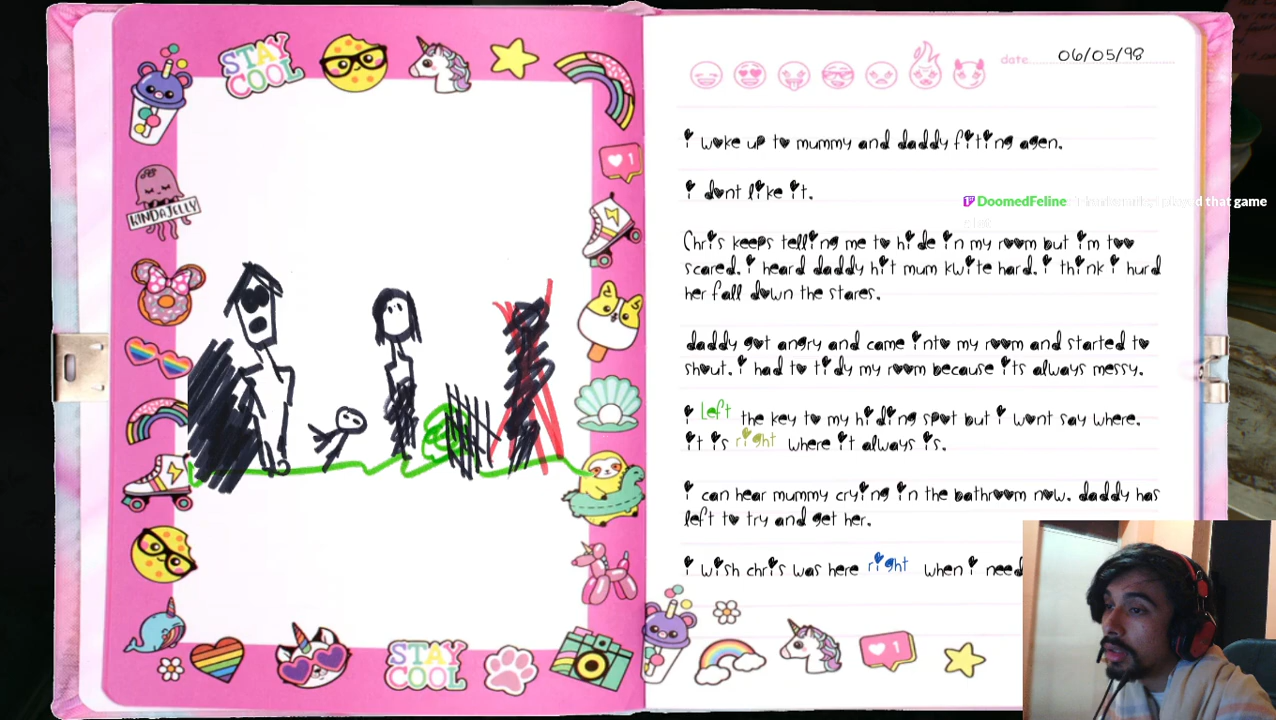 STAY COOL
KINDAJELLY
1
STAY COOL
date 06/05/98
i woke up to mummy and daddy fiting agen.
i dont like it.
DoomedFeline
played that game
Chris keeps telling me to hide in my room but im too
scared. i heard daddy hit mum kwite hard. i think i hurd
her fall down the stares.
daddy got angry and came into my room and started to
shout. i had to tidy my room because its always messy.
i Left the key to my hiding spot but i wont say where.
it is right where it always is.
i can hear mummy crying in the bathroom now. daddy has
left to try and get her.
i wish chris was here right when i need
1